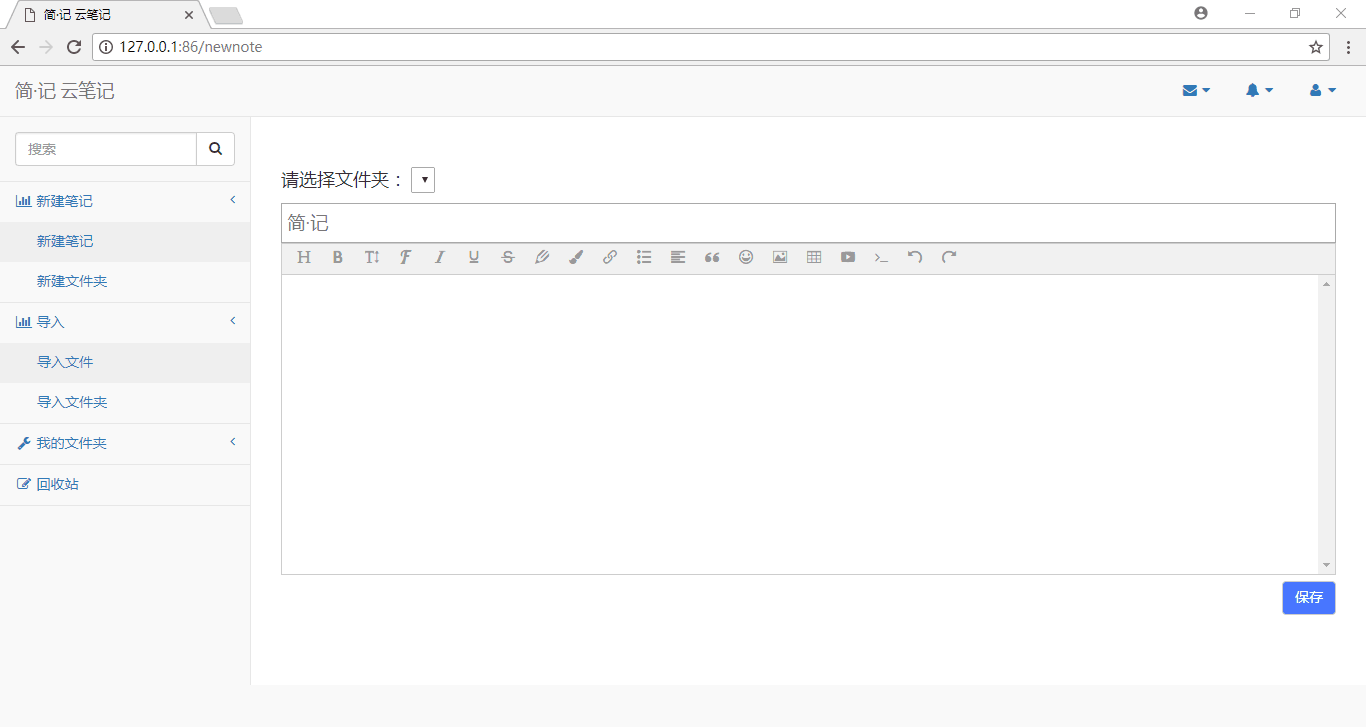 简·记 云笔记
127.0.0.1:86/newnote
简·记 云笔记
搜索
新建笔记
新建笔记
新建文件夹
导入
导入文件
导入文件夹
我的文件夹
回收站
请选择文件夹：
简·记
保存